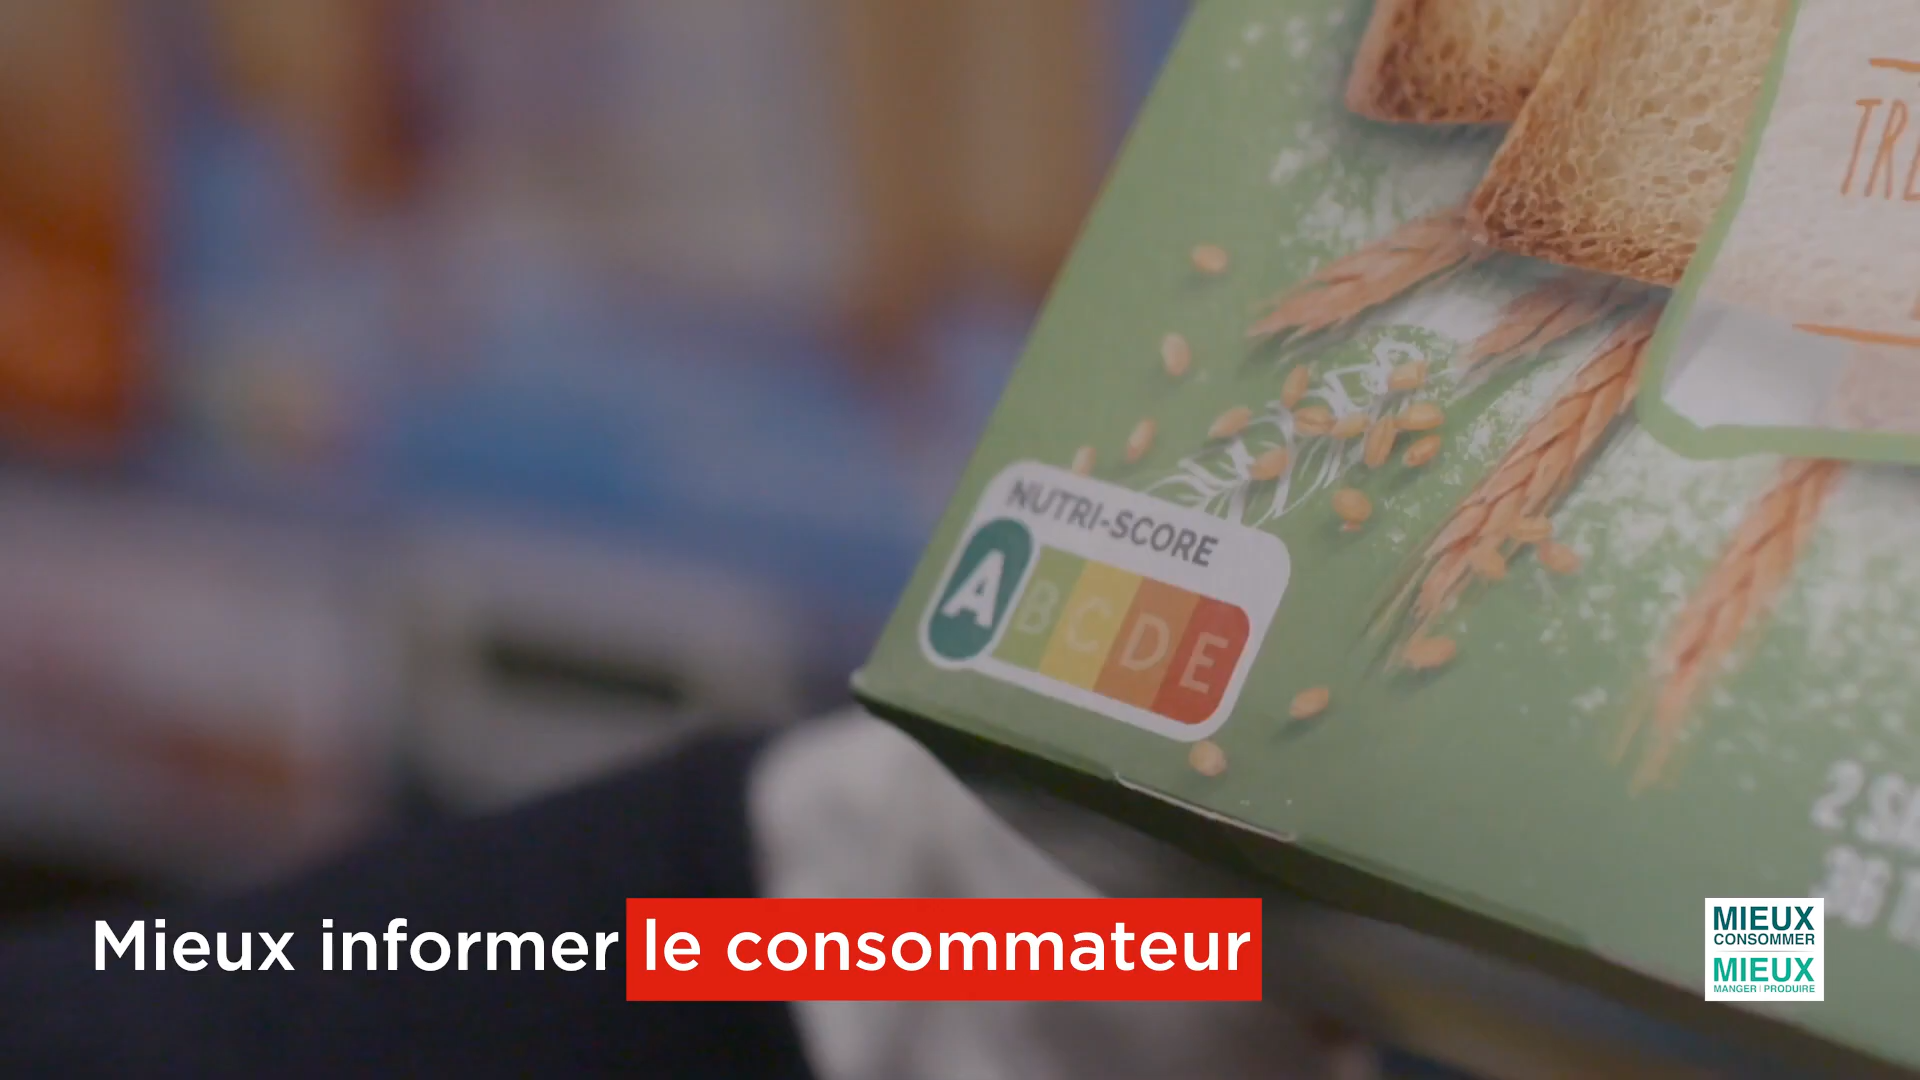 NUTRI-SCORE
A B C D E
Mieux informer le consommateur
MIEUX
CONSOMMER
MIEUX
MANGER | PRODUIRE